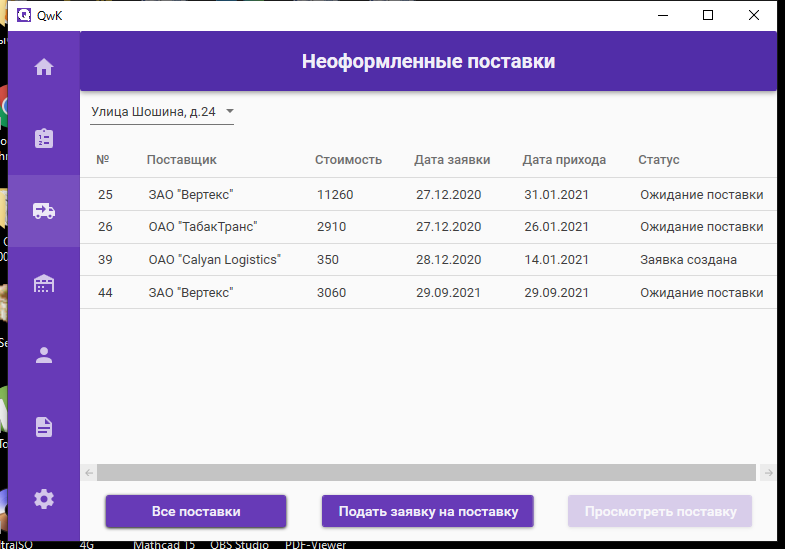 QwK
Неоформленные поставки
Улица Шошина, д.24
№ Поставщик Стоимость Дата заявки Дата прихода Статус
25 ЗАО "Вертекс" 11260 27.12.2020 31.01.2021 Ожидание поставки
26 ОАО "ТабакТранс" 2910 27.12.2020 26.01.2021 Ожидание поставки
39 ОАО "Calyan Logistics" 350 28.12.2020 14.01.2021 Заявка создана
44 ЗАО "Вертекс" 3060 29.09.2021 29.09.2021 Ожидание поставки
Все поставки Подать заявку на поставку Просмотреть поставку
traISO 4G Mathcad 15 OBS Studio PDF-Viewer